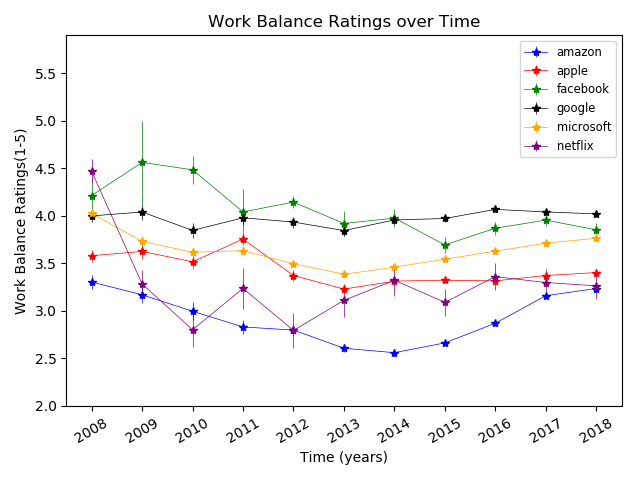 Work Balance Ratings over Time
Work Balance Ratings(1-5)
5.5
5.0
4.5
4.0
3.5
3.0
2.5
2.0
amazon
apple
facebook
google
microsoft
netflix
2008 2009 2010 2011 2012 2013 2014 2015 2016 2017 2018
Time (years)